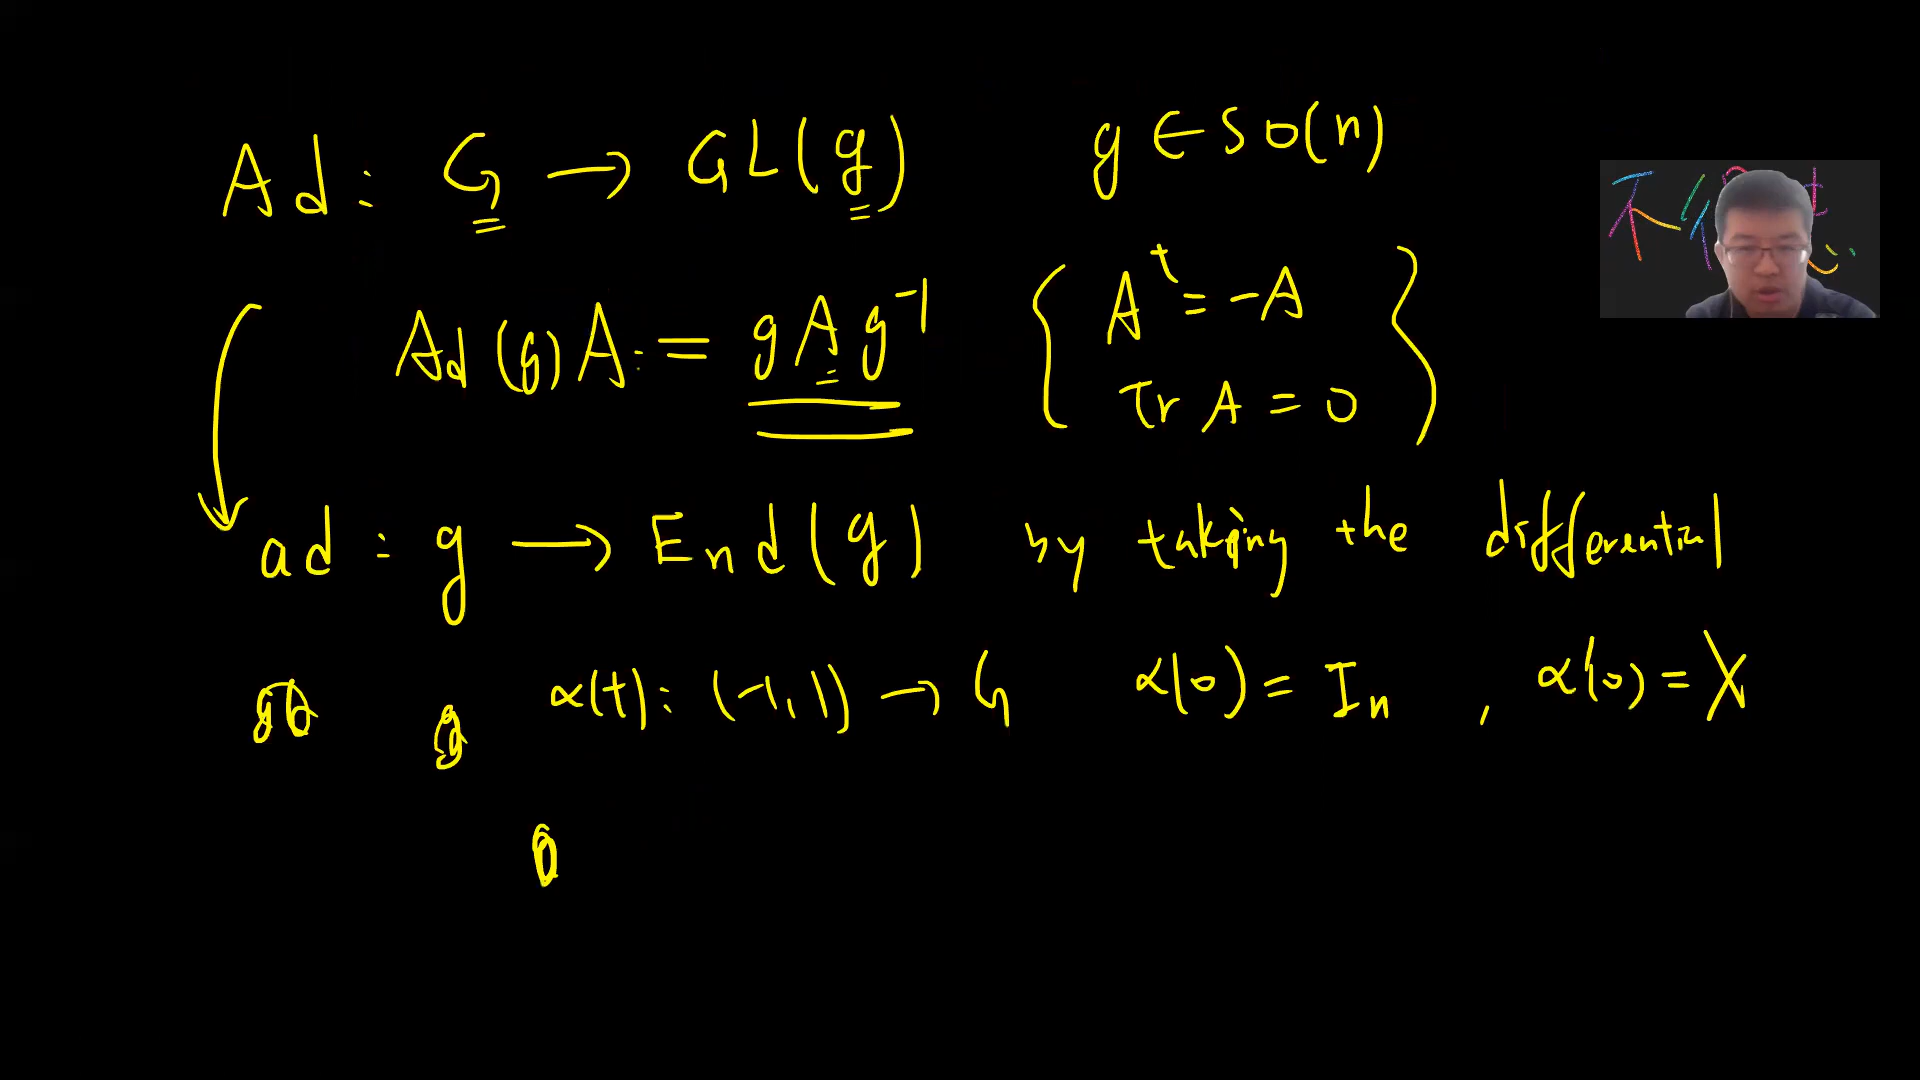 Ad: G → GL(g) g ∈ SO(n)
Ad(g)A := gAg⁻¹ { Aᵗ = -A
Tr A = 0 }
ad: g → End(g) by taking the differential
α(t): (-1,1) → G α(0) = Iₙ , α'(0) = X